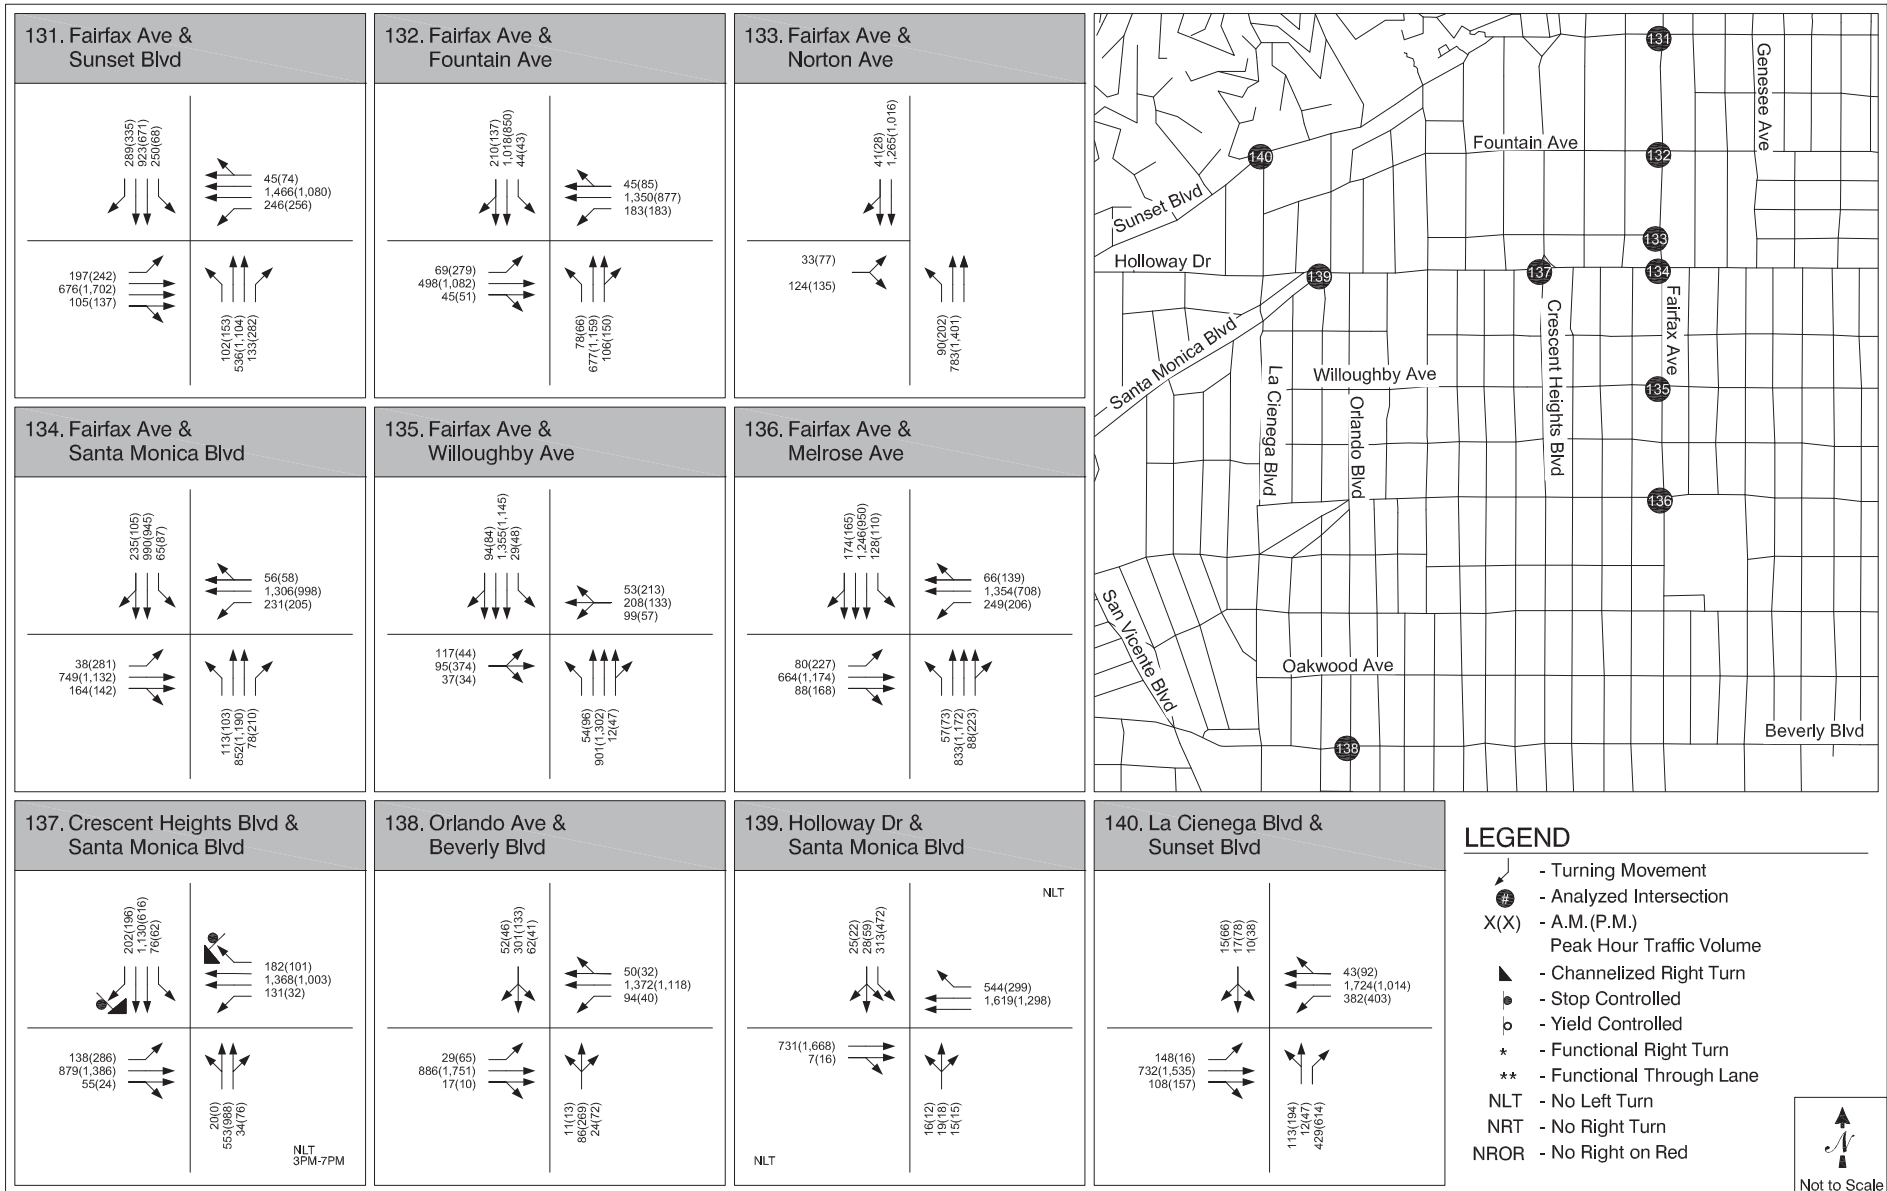 131. Fairfax Ave &
Sunset Blvd
289(335)
923(671)
250(68)
45(74)
1,466(1,080)
246(256)
197(242)
676(1,702)
105(137)
102(153)
536(1,104)
133(282)
132. Fairfax Ave &
Fountain Ave
210(137)
1,018(850)
44(43)
45(85)
1,350(877)
183(183)
69(279)
498(1,082)
45(51)
78(66)
677(1,159)
106(150)
133. Fairfax Ave &
Norton Ave
41(28)
1,265(1,016)
33(77)
124(135)
90(202)
783(1,401)
134. Fairfax Ave &
Santa Monica Blvd
235(105)
990(945)
65(87)
56(58)
1,306(998)
231(205)
38(281)
749(1,132)
164(142)
113(103)
852(1,190)
78(210)
135. Fairfax Ave &
Willoughby Ave
94(84)
1,355(1,145)
29(48)
53(213)
208(133)
99(57)
117(44)
95(374)
37(34)
54(96)
901(1,302)
12(47)
136. Fairfax Ave &
Melrose Ave
174(165)
1,246(950)
128(110)
66(139)
1,354(708)
249(206)
80(227)
664(1,174)
88(168)
57(73)
833(1,172)
88(223)
137. Crescent Heights Blvd &
Santa Monica Blvd
202(196)
1,130(616)
76(62)
182(101)
1,368(1,003)
131(32)
138(286)
879(1,386)
55(24)
20(0)
553(988)
34(76)
NLT
3PM-7PM
138. Orlando Ave &
Beverly Blvd
52(46)
301(133)
62(41)
50(32)
1,372(1,118)
94(40)
29(65)
886(1,751)
17(10)
11(13)
86(269)
24(72)
139. Holloway Dr &
Santa Monica Blvd
NLT
25(22)
28(59)
313(472)
544(299)
1,619(1,298)
731(1,668)
7(16)
16(12)
19(18)
15(15)
NLT
140. La Cienega Blvd &
Sunset Blvd
15(66)
17(78)
10(38)
43(92)
1,724(1,014)
382(403)
148(16)
732(1,535)
108(157)
113(194)
12(47)
429(614)
131
Genesee Ave
Fountain Ave
132
140
Sunset Blvd
133
Holloway Dr
139
137
134
Santa Monica Blvd
Crescent Heights Blvd
Fairfax Ave
La Cienega Blvd
Willoughby Ave
135
Orlando Blvd
136
San Vicente Blvd
Oakwood Ave
Beverly Blvd
138
LEGEND
- Turning Movement
# - Analyzed Intersection
X(X) - A.M.(P.M.)
Peak Hour Traffic Volume
- Channelized Right Turn
- Stop Controlled
- Yield Controlled
* - Functional Right Turn
** - Functional Through Lane
NLT - No Left Turn
NRT - No Right Turn
NROR - No Right on Red
N
Not to Scale